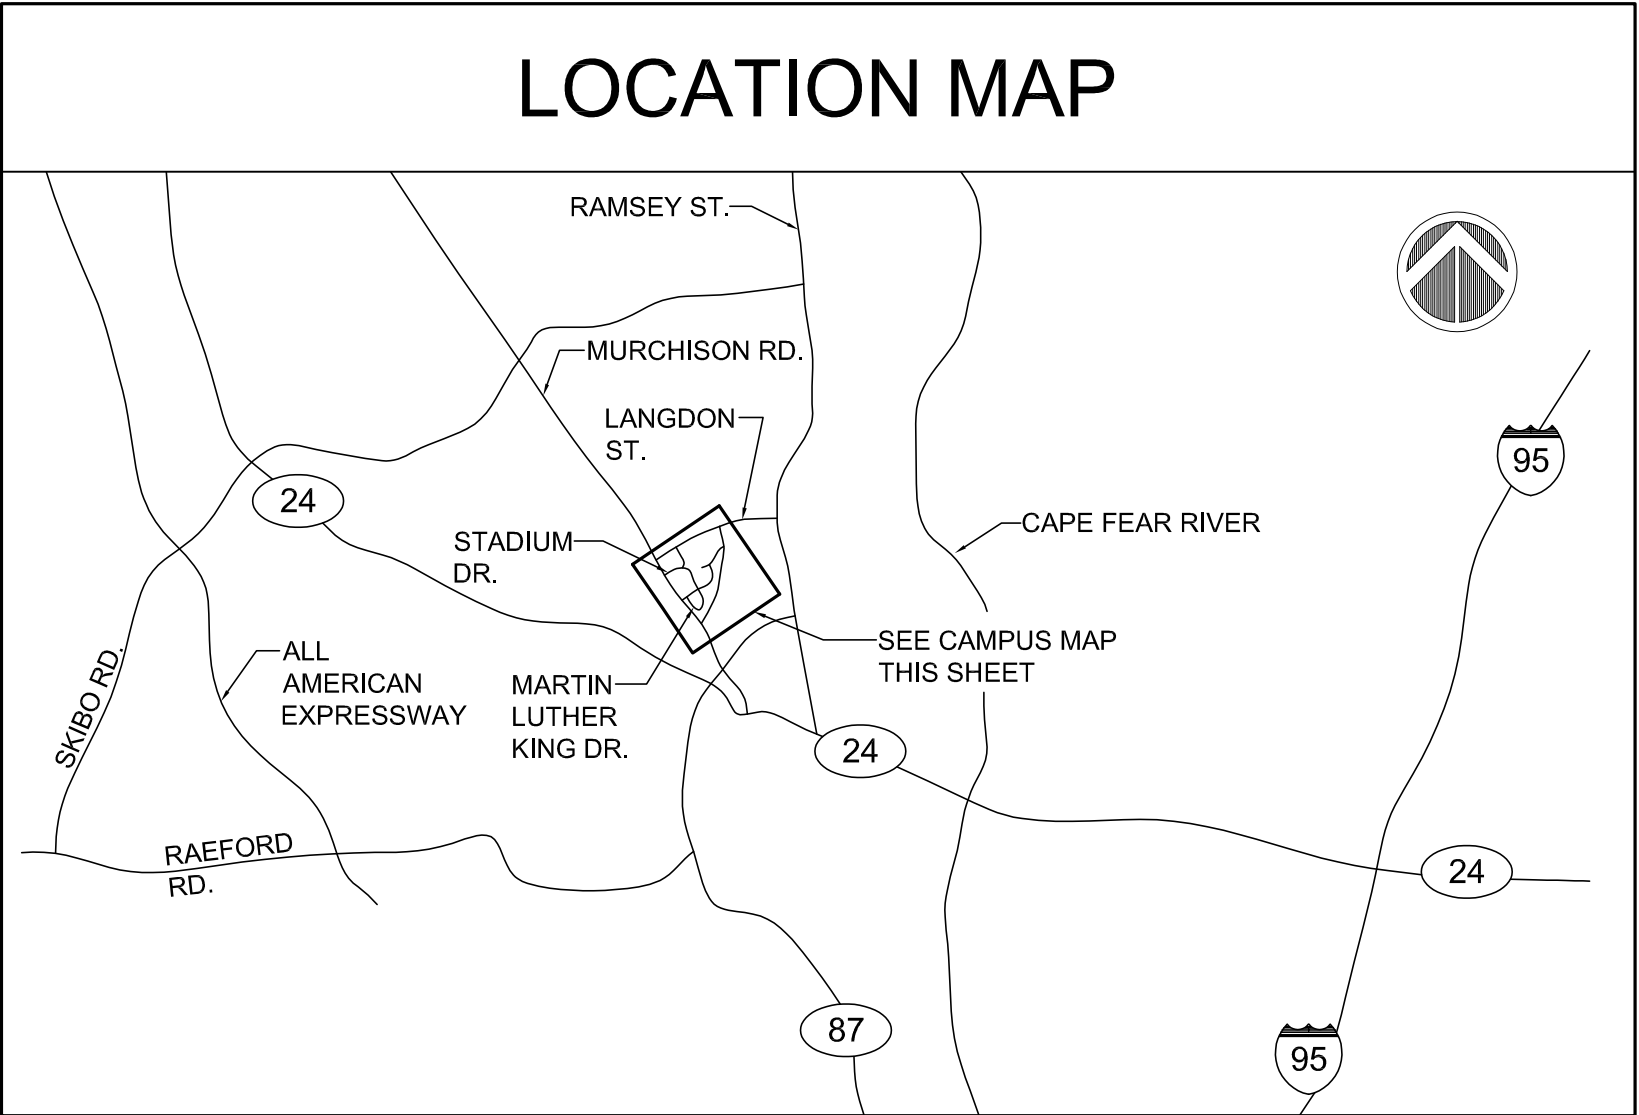 LOCATION MAP
RAMSEY ST.
MURCHISON RD.
LANGDON
ST.
95
24
CAPE FEAR RIVER
STADIUM
DR.
SEE CAMPUS MAP
THIS SHEET
ALL
AMERICAN
EXPRESSWAY
SKIBO RD.
MARTIN
LUTHER
KING DR.
24
RAEFORD
RD.
24
87
95